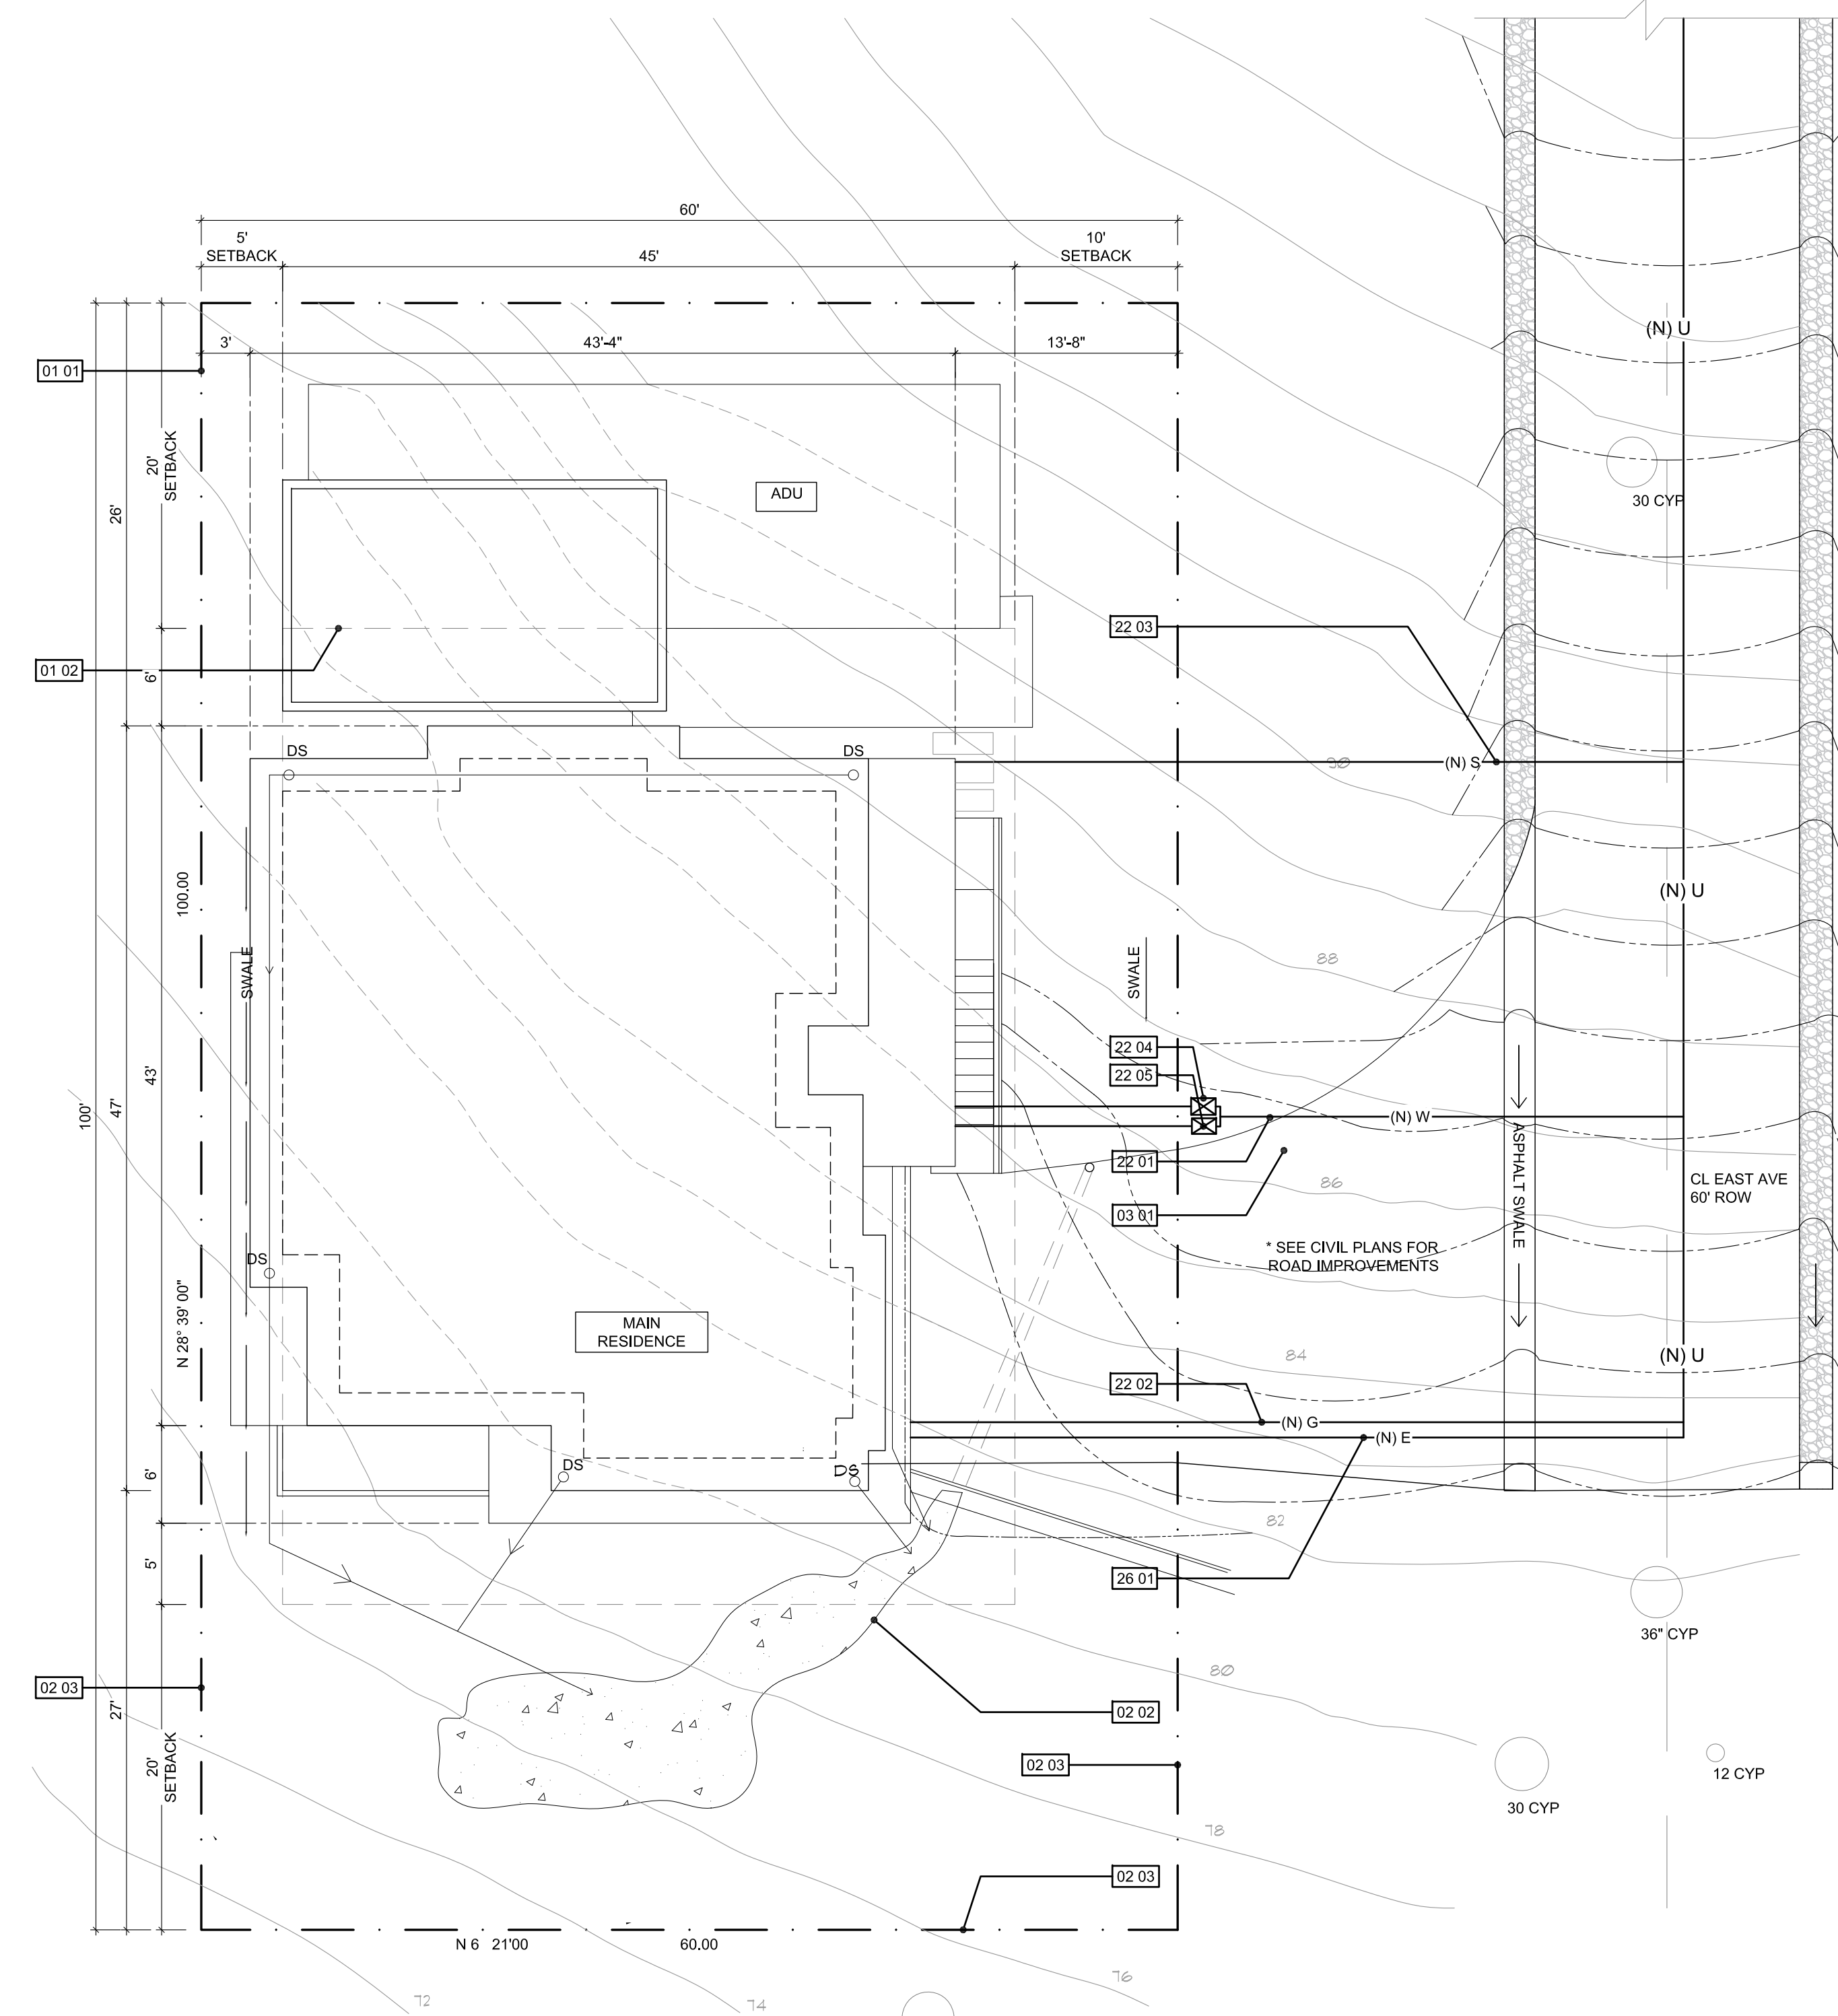 60'
5'
SETBACK
45'
10'
SETBACK
3'
43'-4"
13'-8"
(N) U
01 01
20'
SETBACK
26'
ADU
30 CYP
22 03
01 02
6'
DS
DS
(N) S
90
100.00
(N) U
SWALE
SWALE
88
22 04
22 05
43'
100'
47'
(N) W
ASPHALT SWALE
22 01
86
CL EAST AVE
60' ROW
03 01
* SEE CIVIL PLANS FOR
ROAD IMPROVEMENTS
DS
N 28° 39' 00"
MAIN
RESIDENCE
84
(N) U
22 02
(N) G
(N) E
6'
DS
DS
82
5'
26 01
36" CYP
80
02 03
27'
20'
SETBACK
02 02
02 03
12 CYP
30 CYP
78
02 03
N 6 21'00
60.00
76
72
74